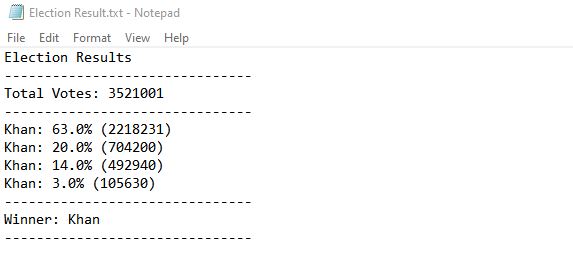 Election Result.txt - Notepad
File Edit Format View Help
Election Results
-------------------------------
Total Votes: 3521001
-------------------------------
Khan: 63.0% (2218231)
Khan: 20.0% (704200)
Khan: 14.0% (492940)
Khan: 3.0% (105630)
-------------------------------
Winner: Khan
-------------------------------